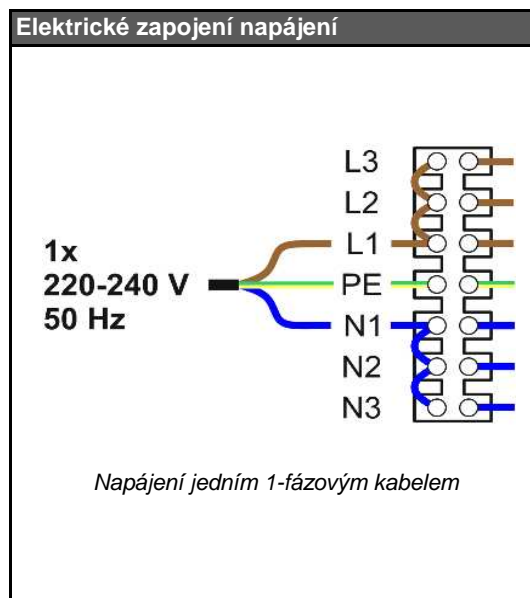 Elektrické zapojení napájení
L3
L2
L1
PE
N1
N2
N3
1x
220-240 V
50 Hz
Napájení jedním 1-fázovým kabelem